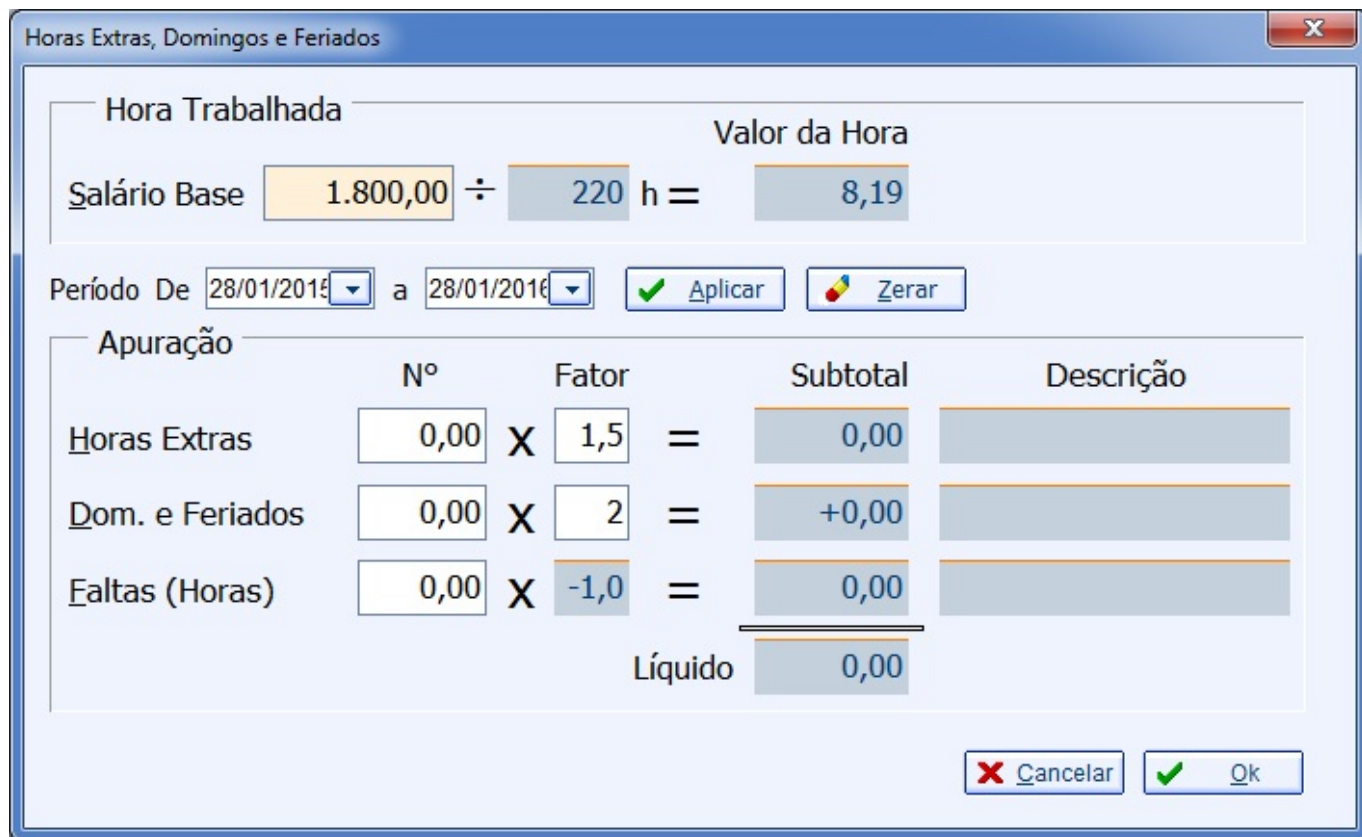 Horas Extras, Domingos e Feriados
Hora Trabalhada
Valor da Hora
Salário Base 1.800,00 ÷ 220 h = 8,19
Período De 28/01/2015 a 28/01/2016 Aplicar Zerar
Apuração
N° Fator Subtotal Descrição
Horas Extras 0,00 X 1,5 = 0,00
Dom. e Feriados 0,00 X 2 = +0,00
Faltas (Horas) 0,00 X -1,0 = 0,00
Líquido 0,00
Cancelar Ok